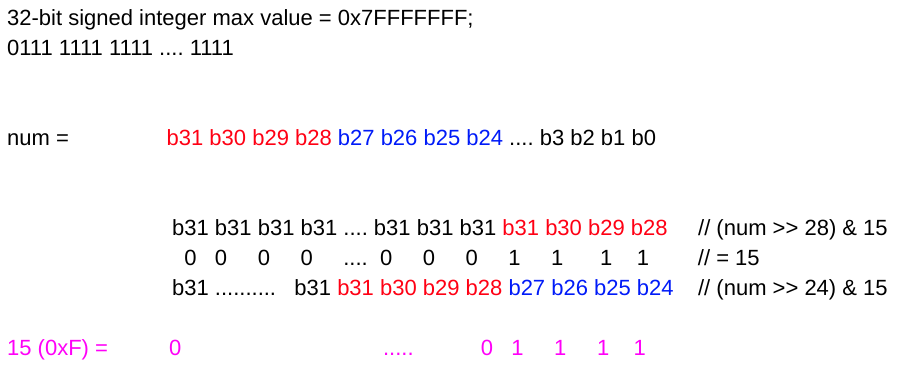 32-bit signed integer max value = 0x7FFFFFFF;
0111 1111 1111 .... 1111
num = b31 b30 b29 b28 b27 b26 b25 b24 .... b3 b2 b1 b0
b31 b31 b31 b31 .... b31 b31 b31 b31 b30 b29 b28 // (num >> 28) & 15
0 0 0 0 .... 0 0 0 1 1 1 1 // = 15
b31 .......... b31 b31 b30 b29 b28 b27 b26 b25 b24 // (num >> 24) & 15
15 (0xF) = 0 ..... 0 1 1 1 1